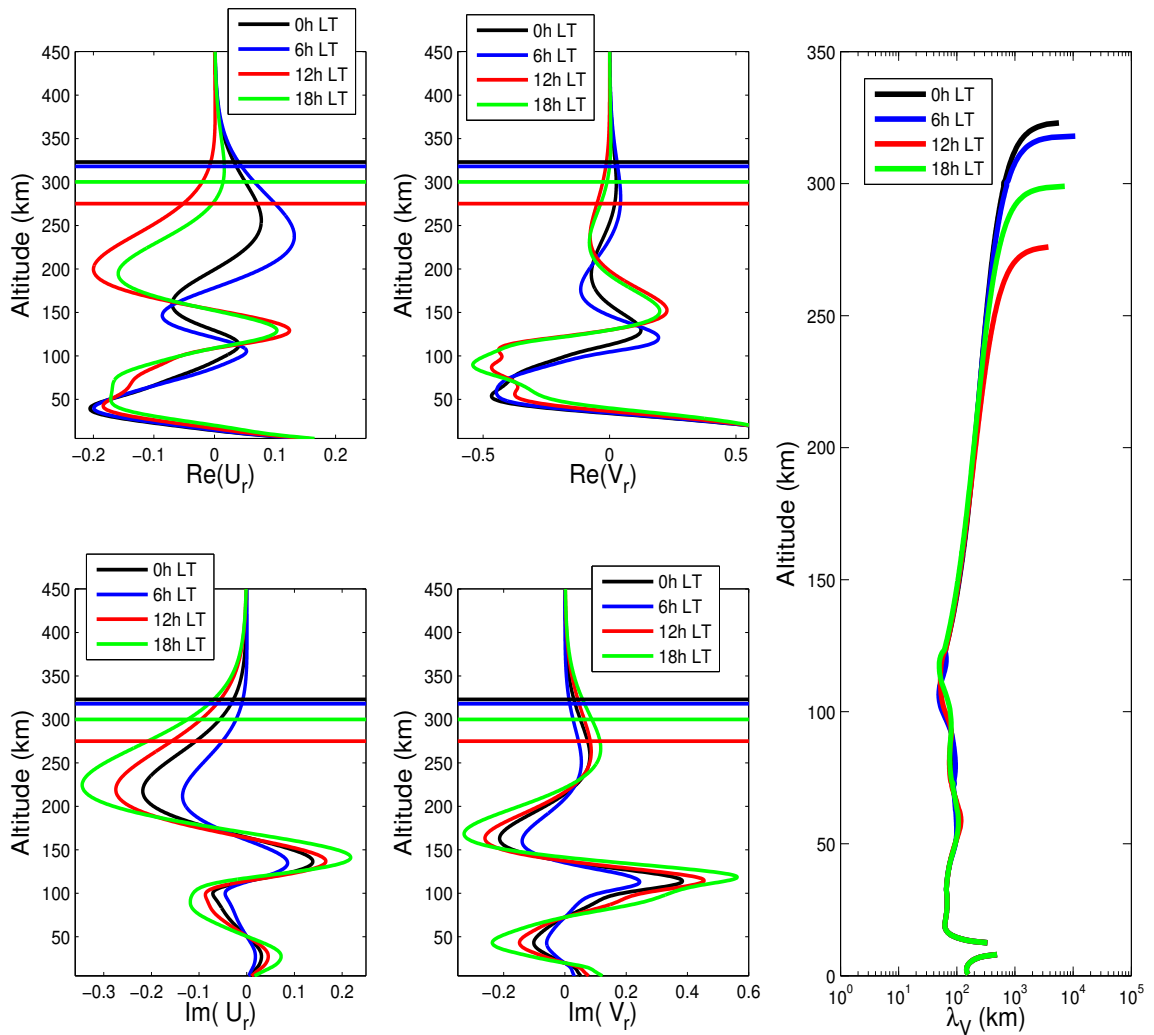 0h LT
6h LT
12h LT
18h LT
450
400
350
300
250
200
150
100
50
−0.2
−0.1
0
0.1
0.2
Altitude (km)
Re(U_r)
0h LT
6h LT
12h LT
18h LT
450
400
350
300
250
200
150
100
50
−0.5
0
0.5
Altitude (km)
Re(V_r)
0h LT
6h LT
12h LT
18h LT
350
300
250
200
150
100
50
0
10^0
10^1
10^2
10^3
10^4
10^5
Altitude (km)
λ_V (km)
0h LT
6h LT
12h LT
18h LT
450
400
350
300
250
200
150
100
50
−0.3
−0.2
−0.1
0
0.1
0.2
Altitude (km)
Im( U_r)
0h LT
6h LT
12h LT
18h LT
450
400
350
300
250
200
150
100
50
−0.2
0
0.2
0.4
0.6
Altitude (km)
Im( V_r)